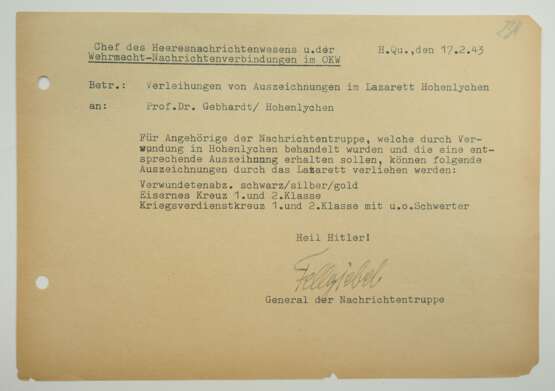 Chef des Heeresnachrichtenwesens u.der H.Qu.,den 17.2.43
Wehrmacht-Nachrichtenverbindungen im OKW
Betr.: Verleihungen von Auszeichnungen im Lazarett Hohenlychen
an: Prof.Dr. Gebhardt/ Hohenlychen
Für Angehörige der Nachrichtentruppe, welche durch Ver-
wundung in Hohenlychen behandelt wurden und die eine ent-
sprechende Auszeihnung erhalten sollen, können folgende
Auszeichnungen durch das Lazarett verliehen werden:
Verwundetenabz. schwarz/silber/gold
Eisernes Kreuz 1.und 2.Klasse
Kriegsverdienstkreuz 1.und 2.Klasse mit u.o.Schwerter
Heil Hitler!
Fellgiebel
General der Nachrichtentruppe